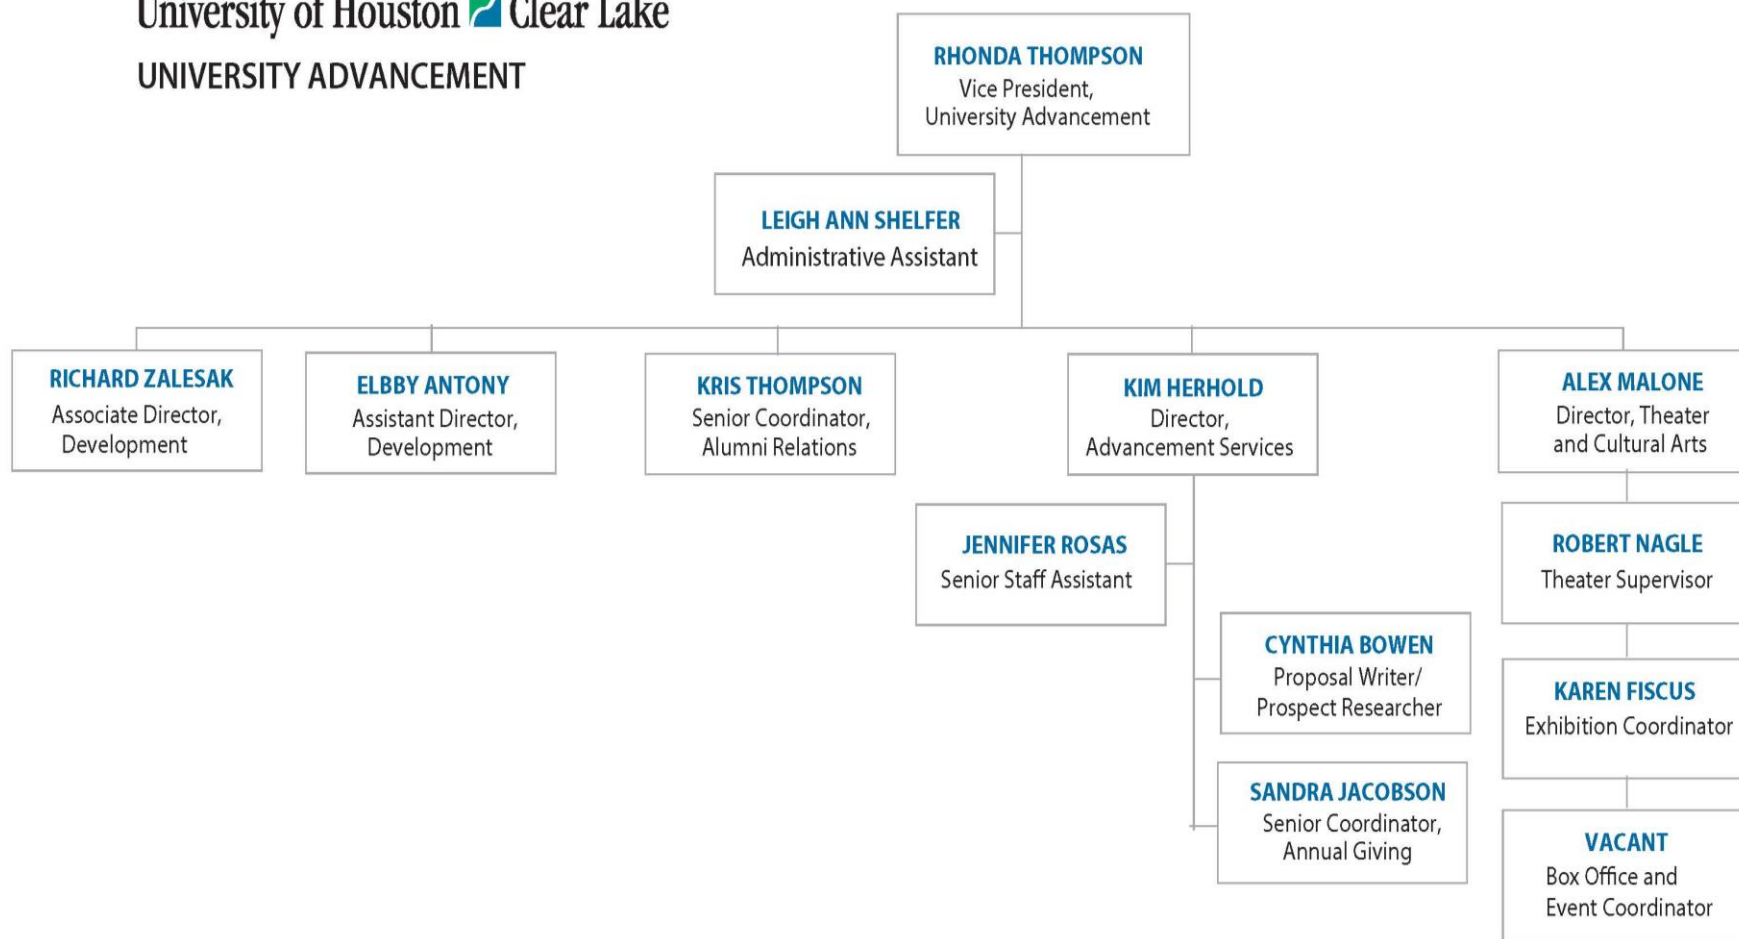 University of Houston Clear Lake
UNIVERSITY ADVANCEMENT
RHONDA THOMPSON
Vice President,
University Advancement
LEIGH ANN SHELFER
Administrative Assistant
RICHARD ZALESAK
Associate Director,
Development
ELBBY ANTONY
Assistant Director,
Development
KRIS THOMPSON
Senior Coordinator,
Alumni Relations
KIM HERHOLD
Director,
Advancement Services
ALEX MALONE
Director, Theater
and Cultural Arts
JENNIFER ROSAS
Senior Staff Assistant
ROBERT NAGLE
Theater Supervisor
CYNTHIA BOWEN
Proposal Writer/
Prospect Researcher
KAREN FISCUS
Exhibition Coordinator
SANDRA JACOBSON
Senior Coordinator,
Annual Giving
VACANT
Box Office and
Event Coordinator